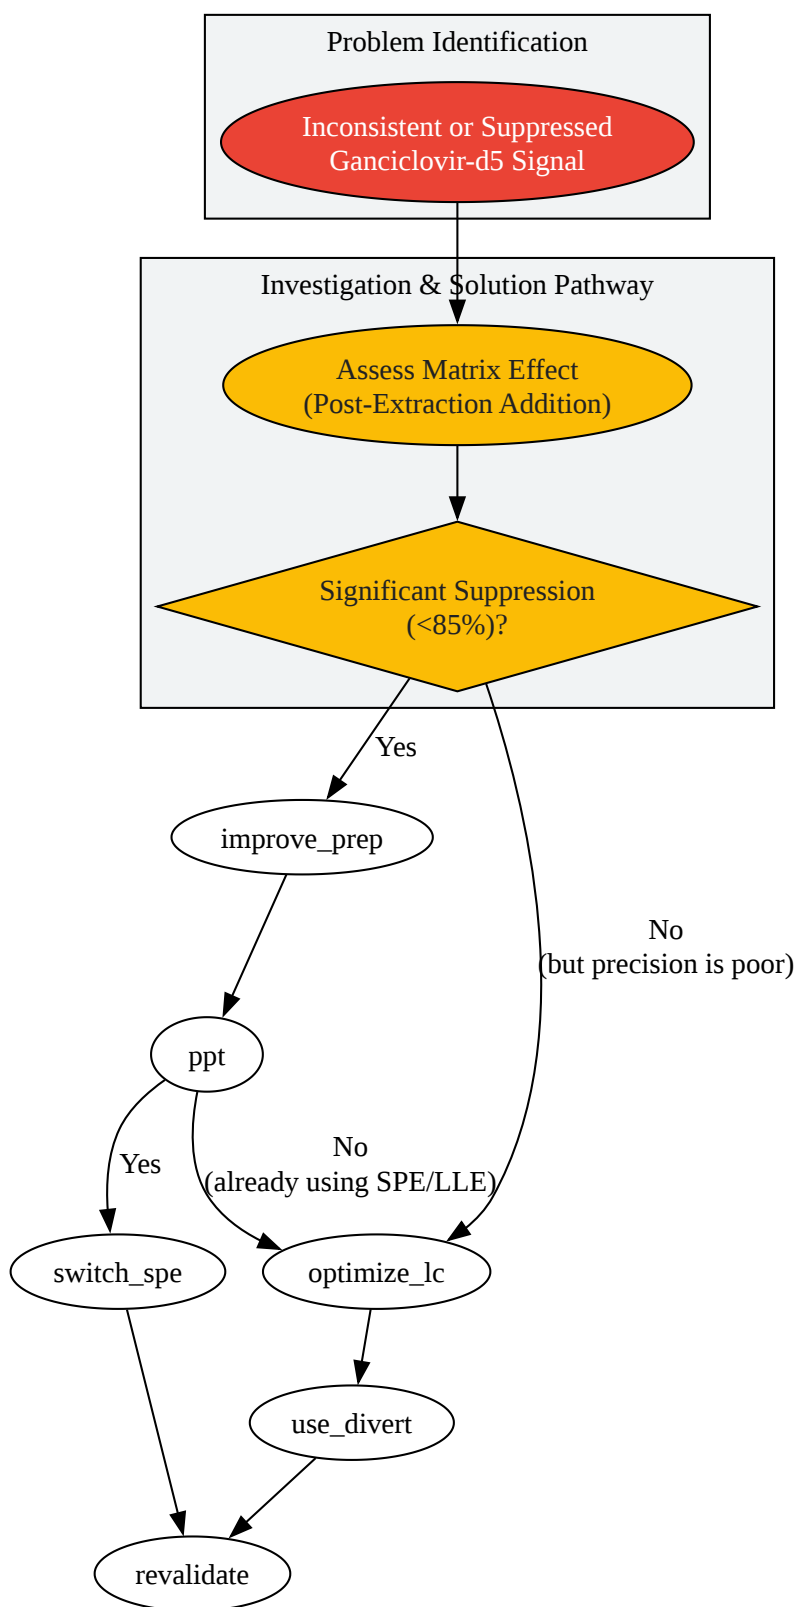 Problem Identification
Inconsistent or Suppressed
Ganciclovir-d5 Signal
Investigation & Solution Pathway
Assess Matrix Effect
(Post-Extraction Addition)
Significant Suppression
(<85%)?
Yes
improve_prep
No
(but precision is poor)
ppt
Yes
No
(already using SPE/LLE)
switch_spe
optimize_lc
use_divert
revalidate